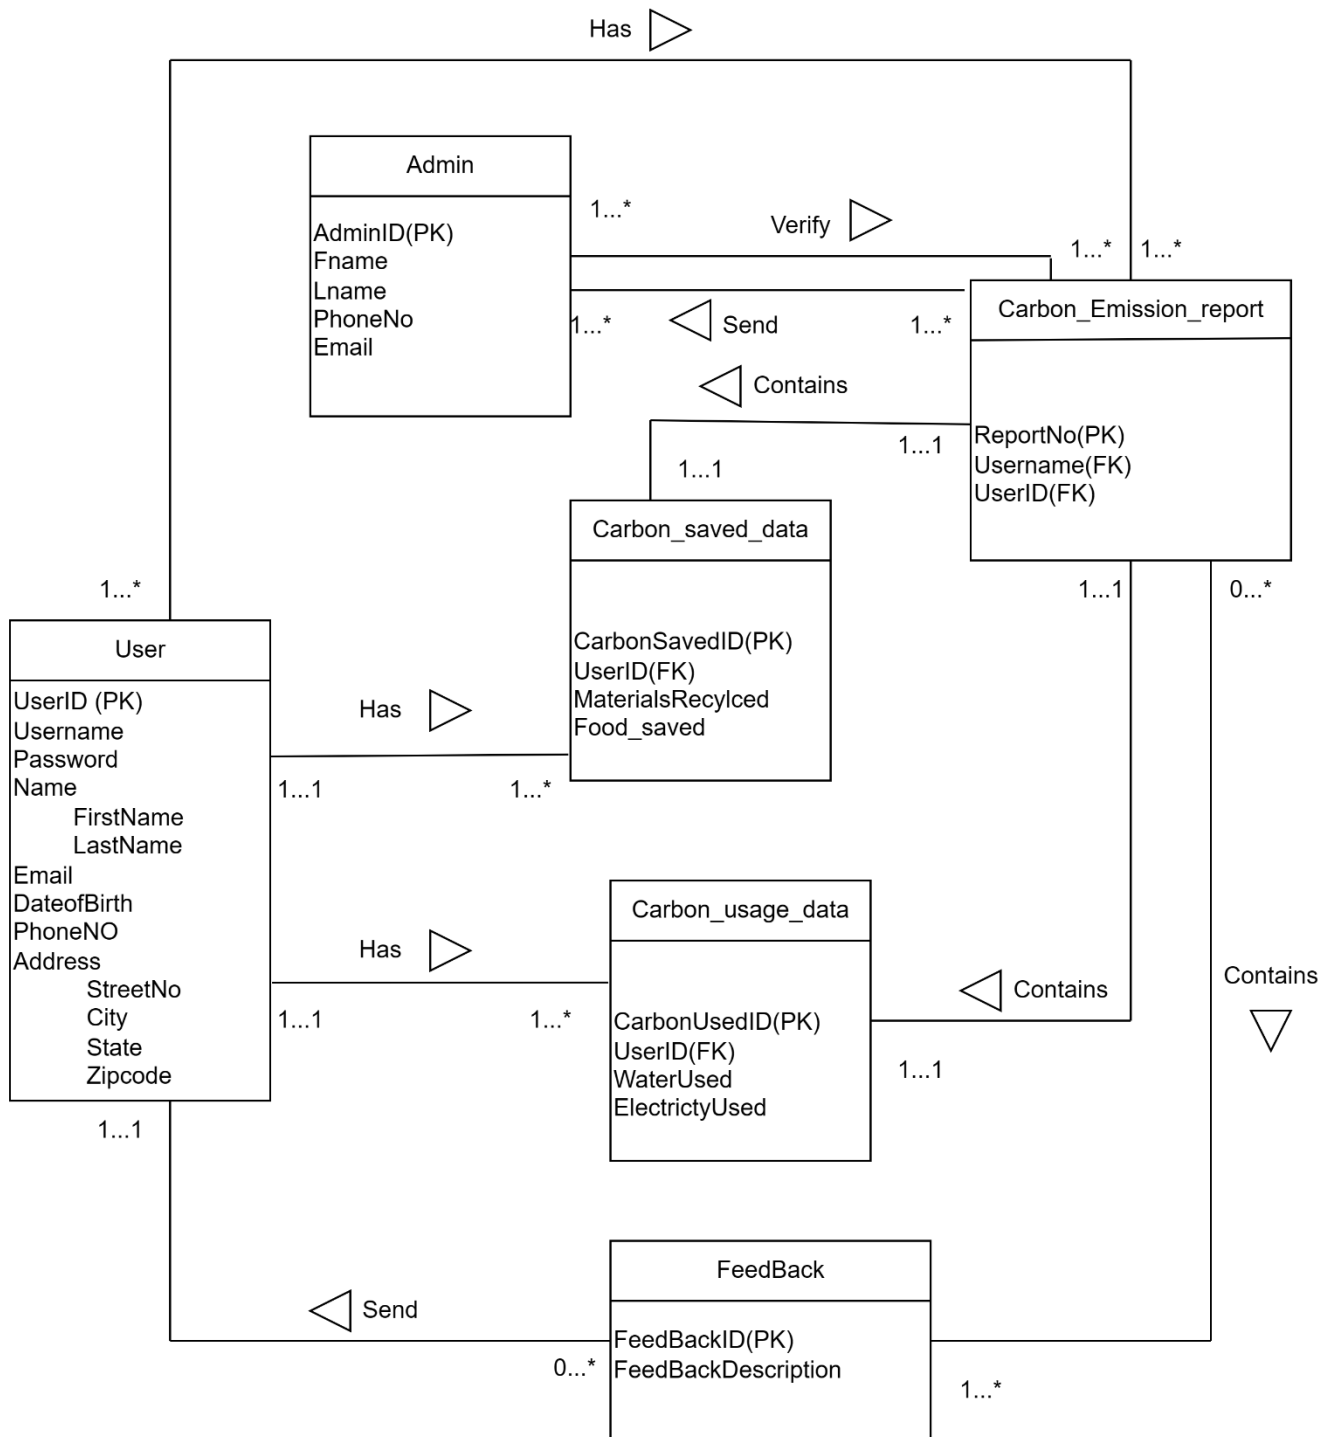 Has
Admin
AdminID(PK)
Fname
Lname
PhoneNo
Email
1...*
Verify
1...*
1...*
1...*
Send
1...*
Carbon_Emission_report
ReportNo(PK)
Username(FK)
UserID(FK)
Contains
1...1
1...1
Carbon_saved_data
CarbonSavedID(PK)
UserID(FK)
MaterialsRecylced
Food_saved
1...*
User
UserID (PK)
Username
Password
Name
FirstName
LastName
Email
DateofBirth
PhoneNO
Address
StreetNo
City
State
Zipcode
Has
1...1
1...*
Has
1...1
1...*
Carbon_usage_data
CarbonUsedID(PK)
UserID(FK)
WaterUsed
ElectrictyUsed
1...1
0...*
Contains
1...1
Contains
1...1
Send
0...*
FeedBack
FeedBackID(PK)
FeedBackDescription
1...*